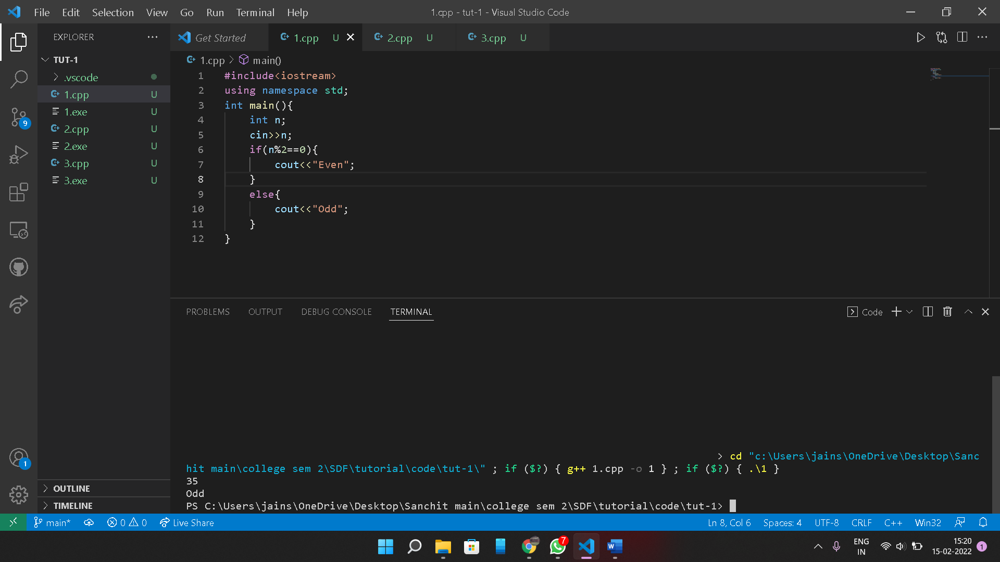 File Edit Selection View Go Run Terminal Help
1.cpp - tut-1 - Visual Studio Code
EXPLORER
Get Started
1.cpp U
2.cpp U
3.cpp U
TUT-1
.vscode
1.cpp U
1.exe U
2.cpp U
2.exe U
3.cpp U
3.exe U
9
1
OUTLINE
TIMELINE
1.cpp > main()
1 #include<iostream>
2 using namespace std;
3 int main(){
4 int n;
5 cin>>n;
6 if(n%2==0){
7 cout<<"Even";
8 }
9 else{
10 cout<<"Odd";
11 }
12 }
PROBLEMS OUTPUT DEBUG CONSOLE TERMINAL
Code
> cd "c:\Users\jains\OneDrive\Desktop\Sanc
hit main\college sem 2\SDF\tutorial\code\tut-1\" ; if ($?) { g++ 1.cpp -o 1 } ; if ($?) { .\1 }
35
Odd
PS C:\Users\jains\OneDrive\Desktop\Sanchit main\college sem 2\SDF\tutorial\code\tut-1>
main* 0 0 Live Share
Ln 8, Col 6 Spaces: 4 UTF-8 CRLF C++ Win32
7
W
ENG
IN
15:20
15-02-2022
1